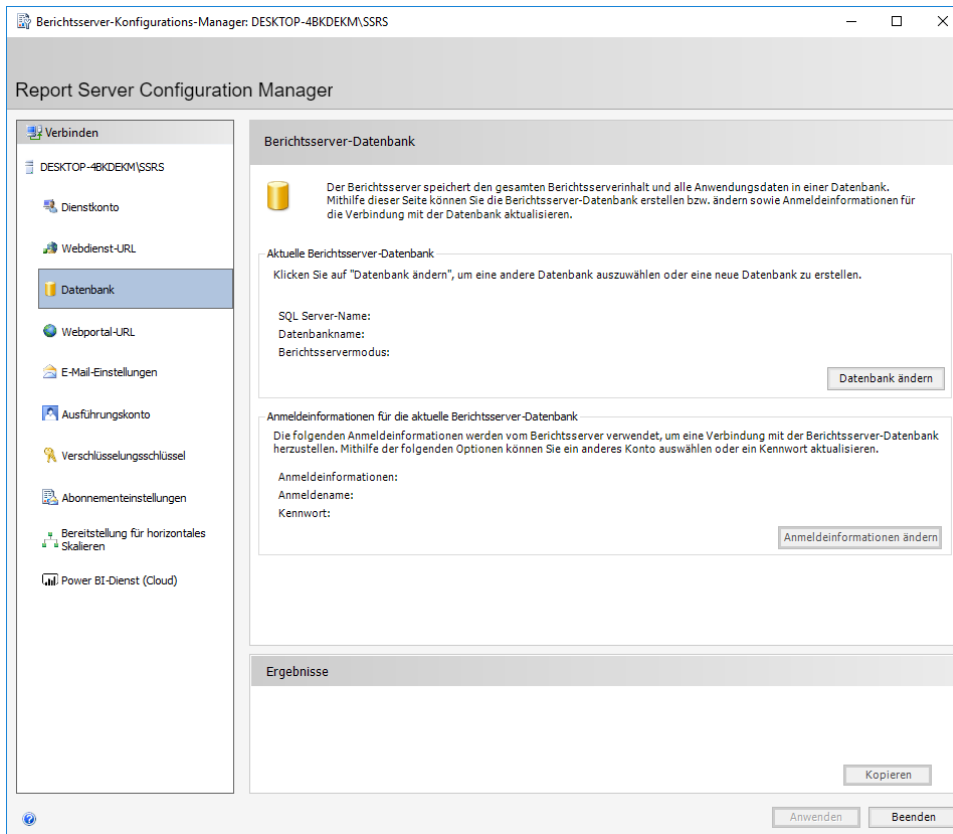 Berichtsserver-Konfigurations-Manager: DESKTOP-4BKDEKM\SSRS
Report Server Configuration Manager
Verbinden
DESKTOP-4BKDEKM\SSRS
Dienstkonto
Webdienst-URL
Datenbank
Webportal-URL
E-Mail-Einstellungen
Ausführungskonto
Verschlüsselungsschlüssel
Abonnementeinstellungen
Bereitstellung für horizontales
Skalieren
Power BI-Dienst (Cloud)
Berichtsserver-Datenbank
Der Berichtsserver speichert den gesamten Berichtsserverinhalt und alle Anwendungsdaten in einer Datenbank.
Mithilfe dieser Seite können Sie die Berichtsserver-Datenbank erstellen bzw. ändern sowie Anmeldeinformationen für
die Verbindung mit der Datenbank aktualisieren.
Aktuelle Berichtsserver-Datenbank
Klicken Sie auf "Datenbank ändern", um eine andere Datenbank auszuwählen oder eine neue Datenbank zu erstellen.
SQL Server-Name:
Datenbankname:
Berichtsservermodus:
Datenbank ändern
Anmeldeinformationen für die aktuelle Berichtsserver-Datenbank
Die folgenden Anmeldeinformationen werden vom Berichtsserver verwendet, um eine Verbindung mit der Berichtsserver-Datenbank
herzustellen. Mithilfe der folgenden Optionen können Sie ein anderes Konto auswählen oder ein Kennwort aktualisieren.
Anmeldeinformationen:
Anmeldename:
Kennwort:
Anmeldeinformationen ändern
Ergebnisse
Kopieren
Anwenden
Beenden